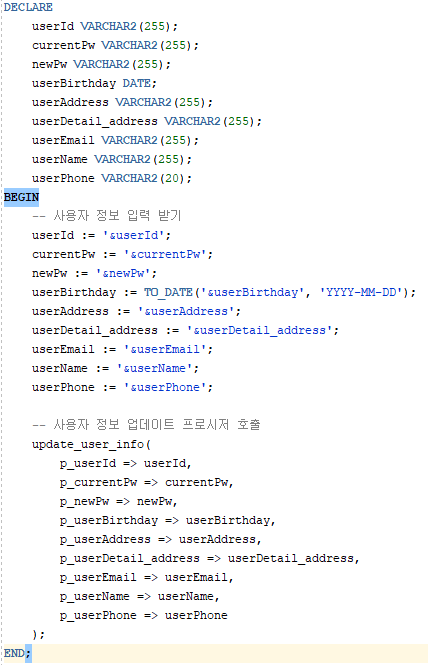 DECLARE
    userId VARCHAR2(255);
    currentPw VARCHAR2(255);
    newPw VARCHAR2(255);
    userBirthday DATE;
    userAddress VARCHAR2(255);
    userDetail_address VARCHAR2(255);
    userEmail VARCHAR2(255);
    userName VARCHAR2(255);
    userPhone VARCHAR2(20);
BEGIN
    -- 사용자 정보 입력 받기
    userId := '&userId';
    currentPw := '&currentPw';
    newPw := '&newPw';
    userBirthday := TO_DATE('&userBirthday', 'YYYY-MM-DD');
    userAddress := '&userAddress';
    userDetail_address := '&userDetail_address';
    userEmail := '&userEmail';
    userName := '&userName';
    userPhone := '&userPhone';

    -- 사용자 정보 업데이트 프로시저 호출
    update_user_info(
        p_userId => userId,
        p_currentPw => currentPw,
        p_newPw => newPw,
        p_userBirthday => userBirthday,
        p_userAddress => userAddress,
        p_userDetail_address => userDetail_address,
        p_userEmail => userEmail,
        p_userName => userName,
        p_userPhone => userPhone
    );
END;